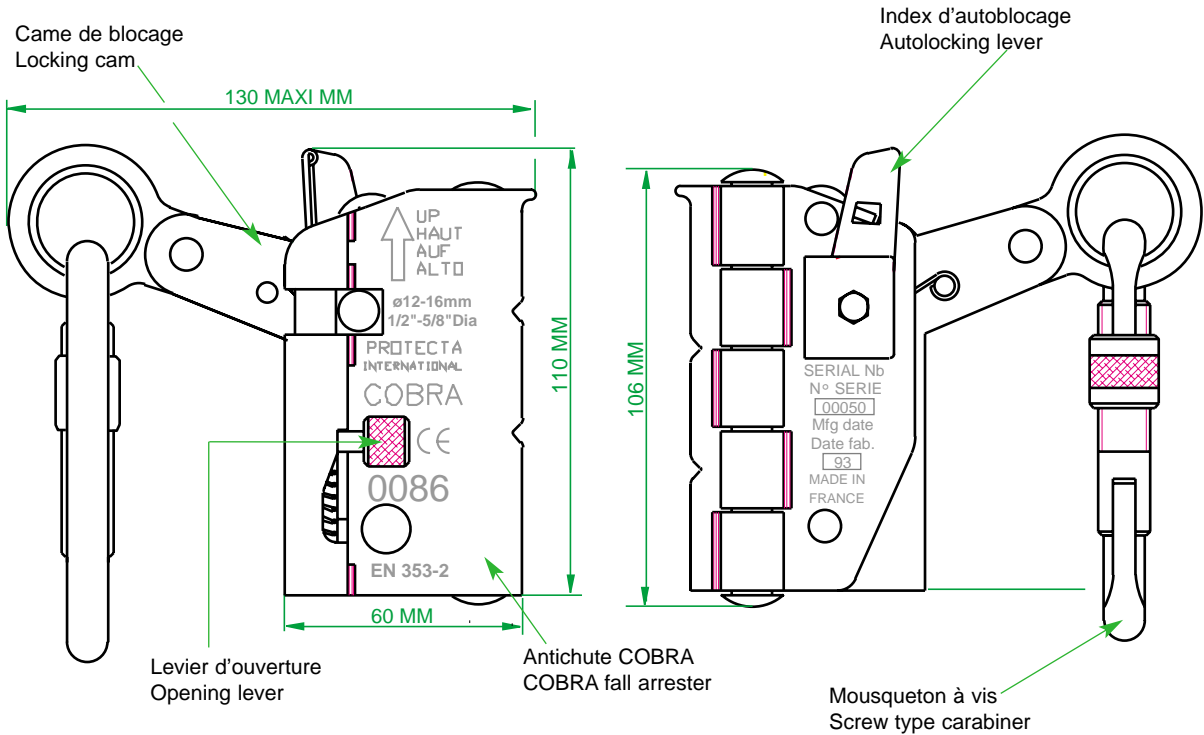 Came de blocage
Locking cam
Index d'autoblocage
Autolocking lever
130 MAXI MM
UP
HAUT
AUF
ALTO
ø12-16mm
1/2"-5/8"Dia
PROTECTA
INTERNATIONAL
COBRA
CE
0086
EN 353-2
110 MM
60 MM
106 MM
SERIAL Nb
Nº SERIE
00050
Mfg date
Date fab.
93
MADE IN
FRANCE
Levier d'ouverture
Opening lever
Antichute COBRA
COBRA fall arrester
Mousqueton à vis
Screw type carabiner